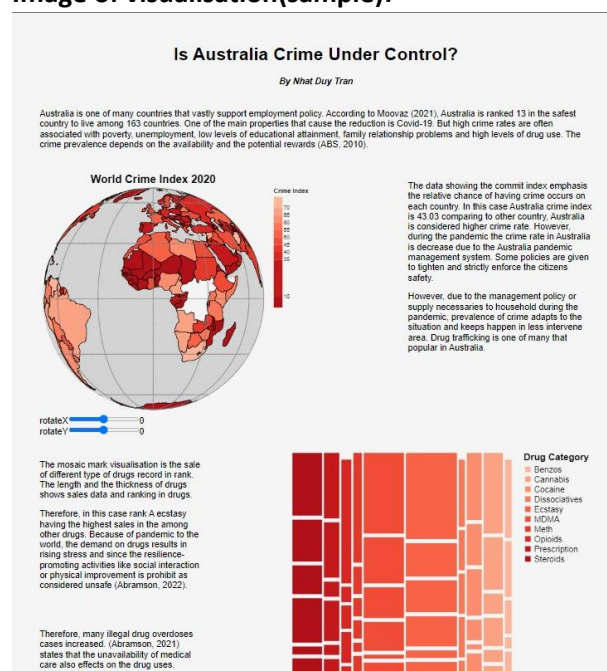 Image of visualisation(sample):
Is Australia Crime Under Control?
By Nhat Duy Tran
Australia is one of many countries that vastly support employment policy. According to Moovaz (2021), Australia is ranked 13 in the safest
country to live among 163 countries. One of the main properties that cause the reduction is Covid-19. But high crime rates are often
associated with poverty, unemployment, low levels of educational attainment, family relationship problems and high levels of drug use. The
crime prevalence depends on the availability and the potential rewards (ABS, 2010).
World Crime Index 2020
Crime Index
70
60
50
40
10
rotateX 0
rotateY 0
The data showing the commit index emphasis
the relative chance of having crime occurs on
each country. In this case Australia crime index
is 43.03 comparing to other country, Australia
is considered higher crime rate. However,
during the pandemic the crime rate in Australia
is decrease due to the Australia pandemic
management system. Some policies are given
to tighten and strictly enforce the citizens
safety.
However, due to the management policy or
supply necessaries to household during the
pandemic, prevalence of crime adapts to the
situation and keeps happen in less intervene
area. Drug trafficking is one of many that
popular in Australia.
The mosaic mark visualisation is the sale
of different type of drugs record in rank.
The length and the thickness of drugs
shows sales data and ranking in drugs.
Therefore, in this case rank A ecstasy
having the highest sales in the among
other drugs. Because of pandemic to the
world, the demand on drugs results in
rising stress and since the resilience-
promoting activities like social interaction
or physical improvement is prohibit as
considered unsafe (Abramson, 2022).
Therefore, many illegal drug overdoses
cases increased. (Abramson, 2021)
states that the unavailability of medical
care also effects on the drug uses.
Drug Category
Benzos
Cannabis
Cocaine
Dissociatives
Ecstasy
MDMA
Meth
Opioids
Prescription
Steroids